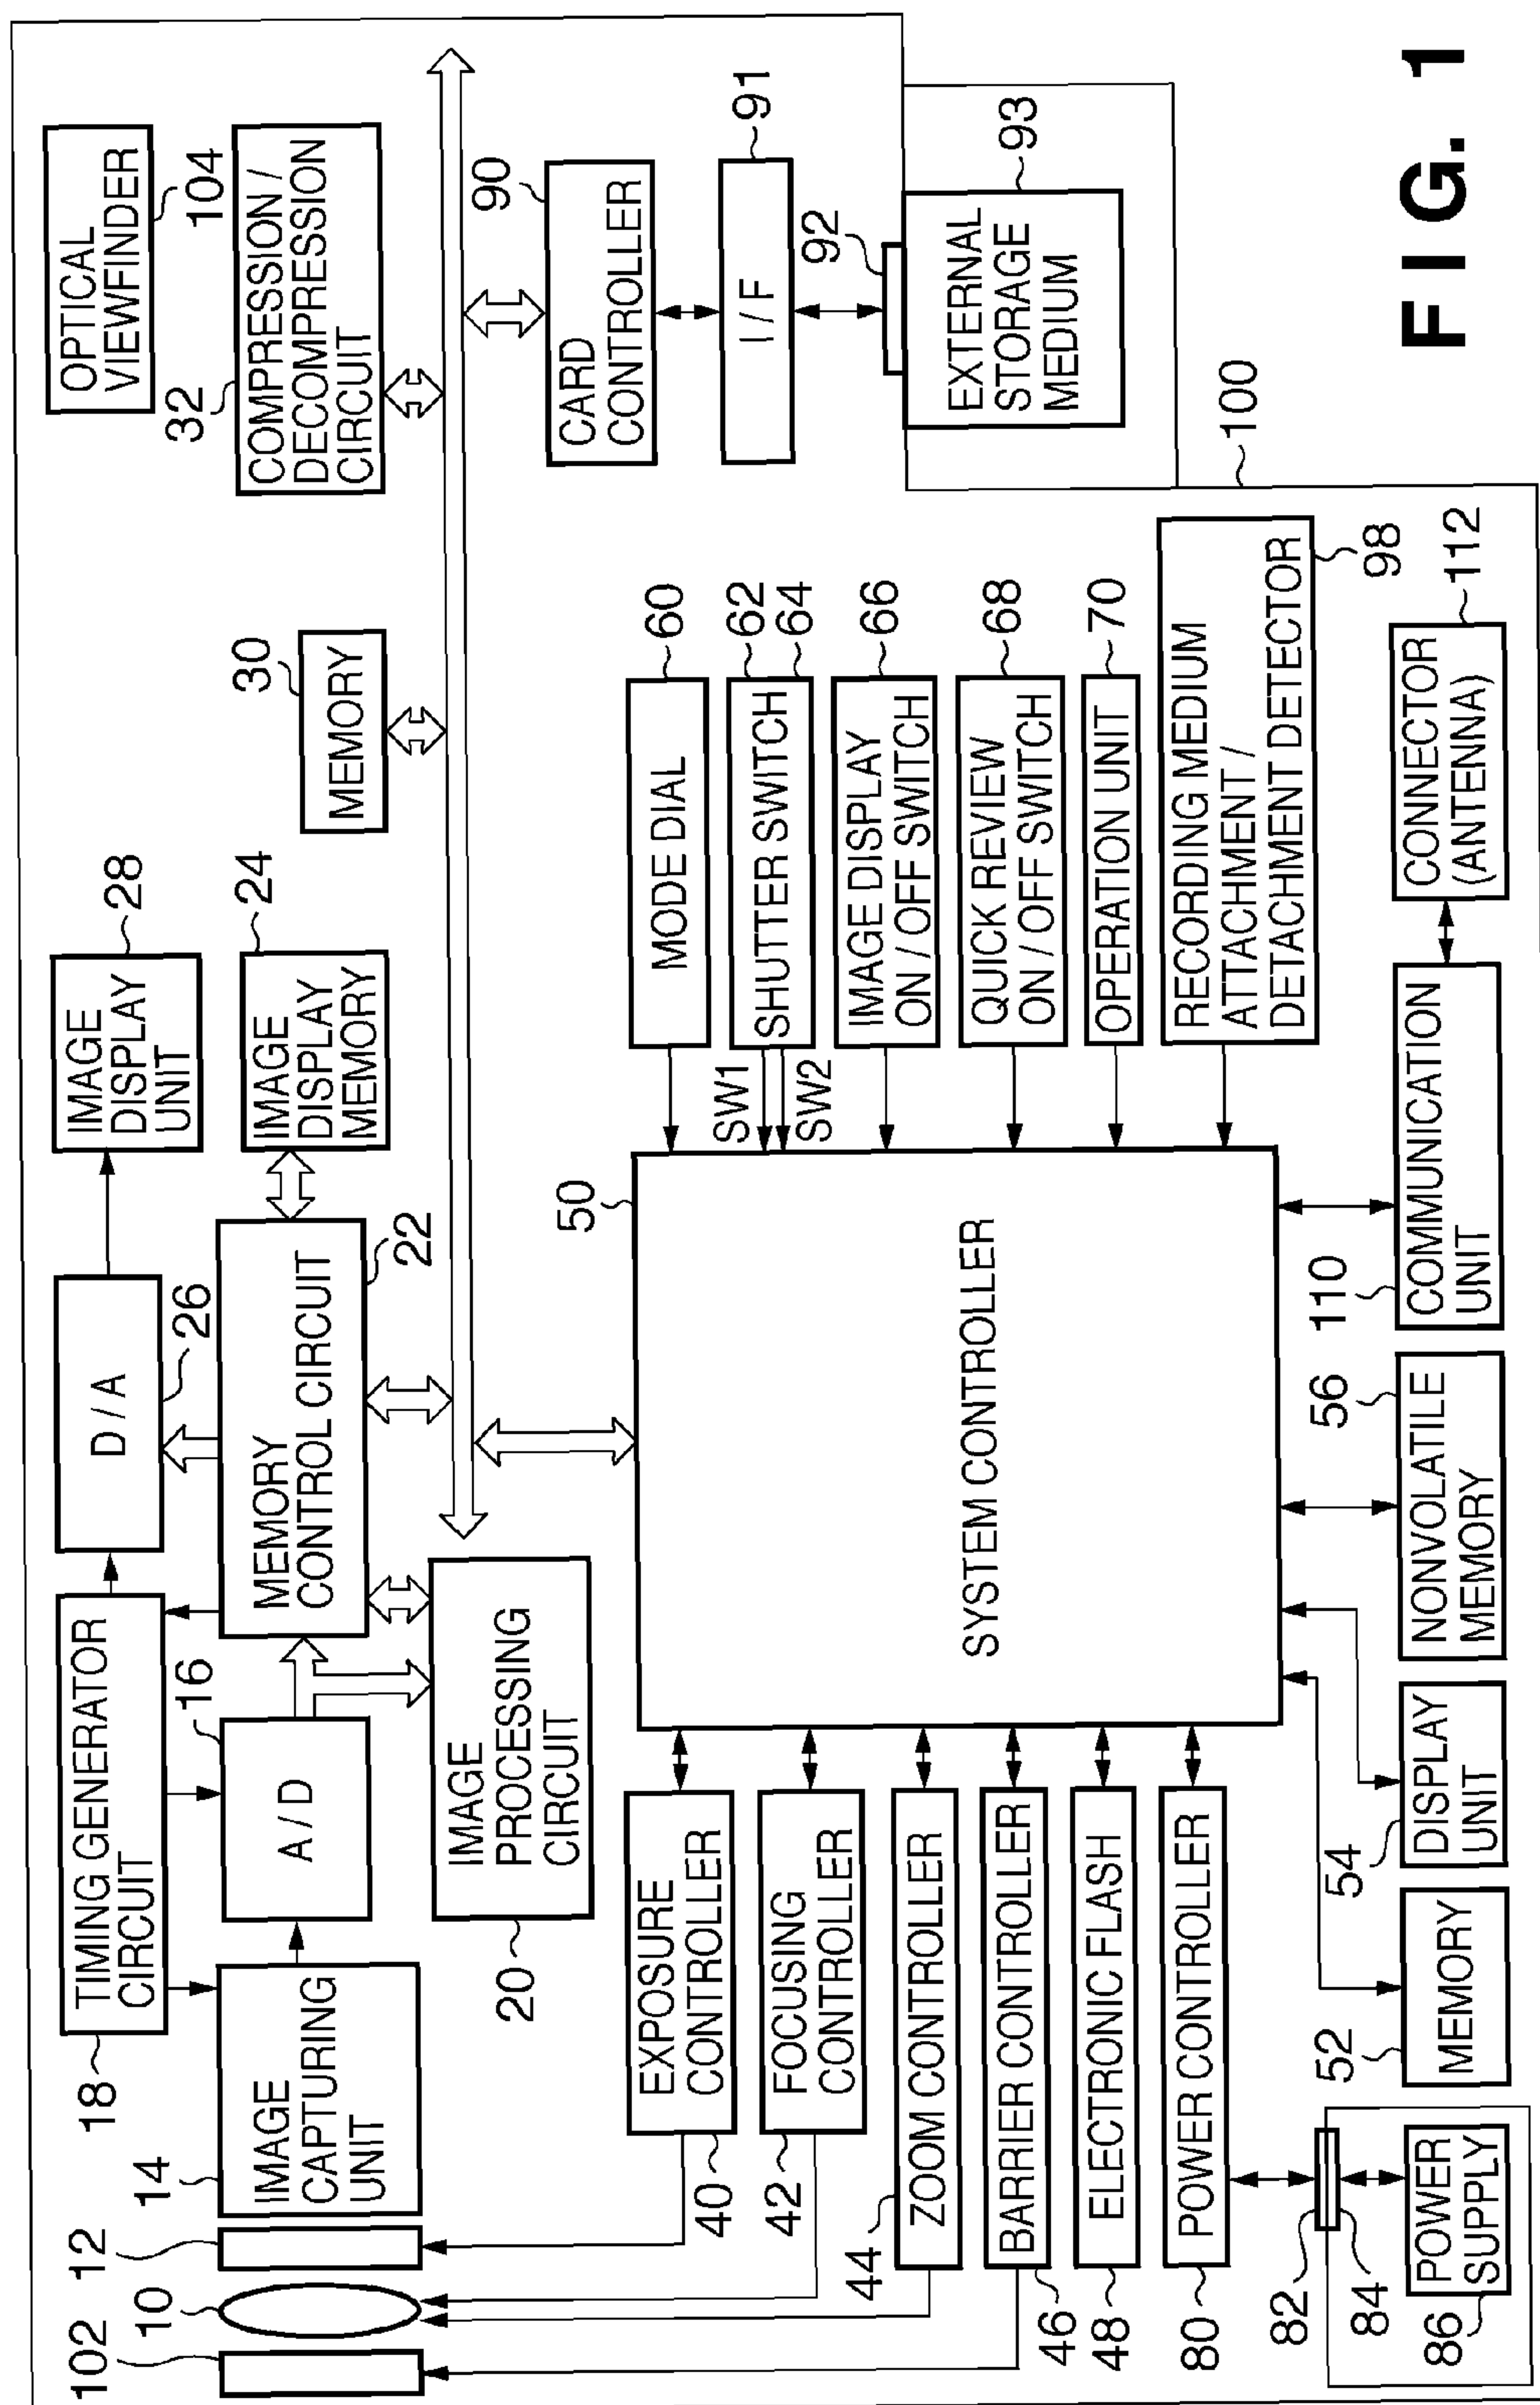 FIG. 1
102
10
12
14
IMAGE
CAPTURING
UNIT
18
TIMING GENERATOR
CIRCUIT
16
A / D
D / A
26
IMAGE
DISPLAY
UNIT
28
MEMORY
CONTROL CIRCUIT
22
IMAGE
DISPLAY
MEMORY
24
IMAGE
PROCESSING
CIRCUIT
20
MEMORY
30
OPTICAL
VIEWFINDER
104
32
COMPRESSION /
DECOMPRESSION
CIRCUIT
90
CARD
CONTROLLER
I / F
91
92
EXTERNAL
STORAGE
MEDIUM
93
100
EXPOSURE
CONTROLLER
40
FOCUSING
CONTROLLER
42
ZOOM CONTROLLER
44
BARRIER CONTROLLER
46
ELECTRONIC FLASH
48
POWER CONTROLLER
80
82
84
POWER
SUPPLY
86
50
SYSTEM CONTROLLER
MODE DIAL
60
SW1
SW2
SHUTTER SWITCH
62
64
IMAGE DISPLAY
ON / OFF SWITCH
66
QUICK REVIEW
ON / OFF SWITCH
68
OPERATION UNIT
70
RECORDING MEDIUM
ATTACHMENT /
DETACHMENT DETECTOR
98
52
MEMORY
54
DISPLAY
UNIT
56
NONVOLATILE
MEMORY
110
COMMUNICATION
UNIT
CONNECTOR
(ANTENNA)
112